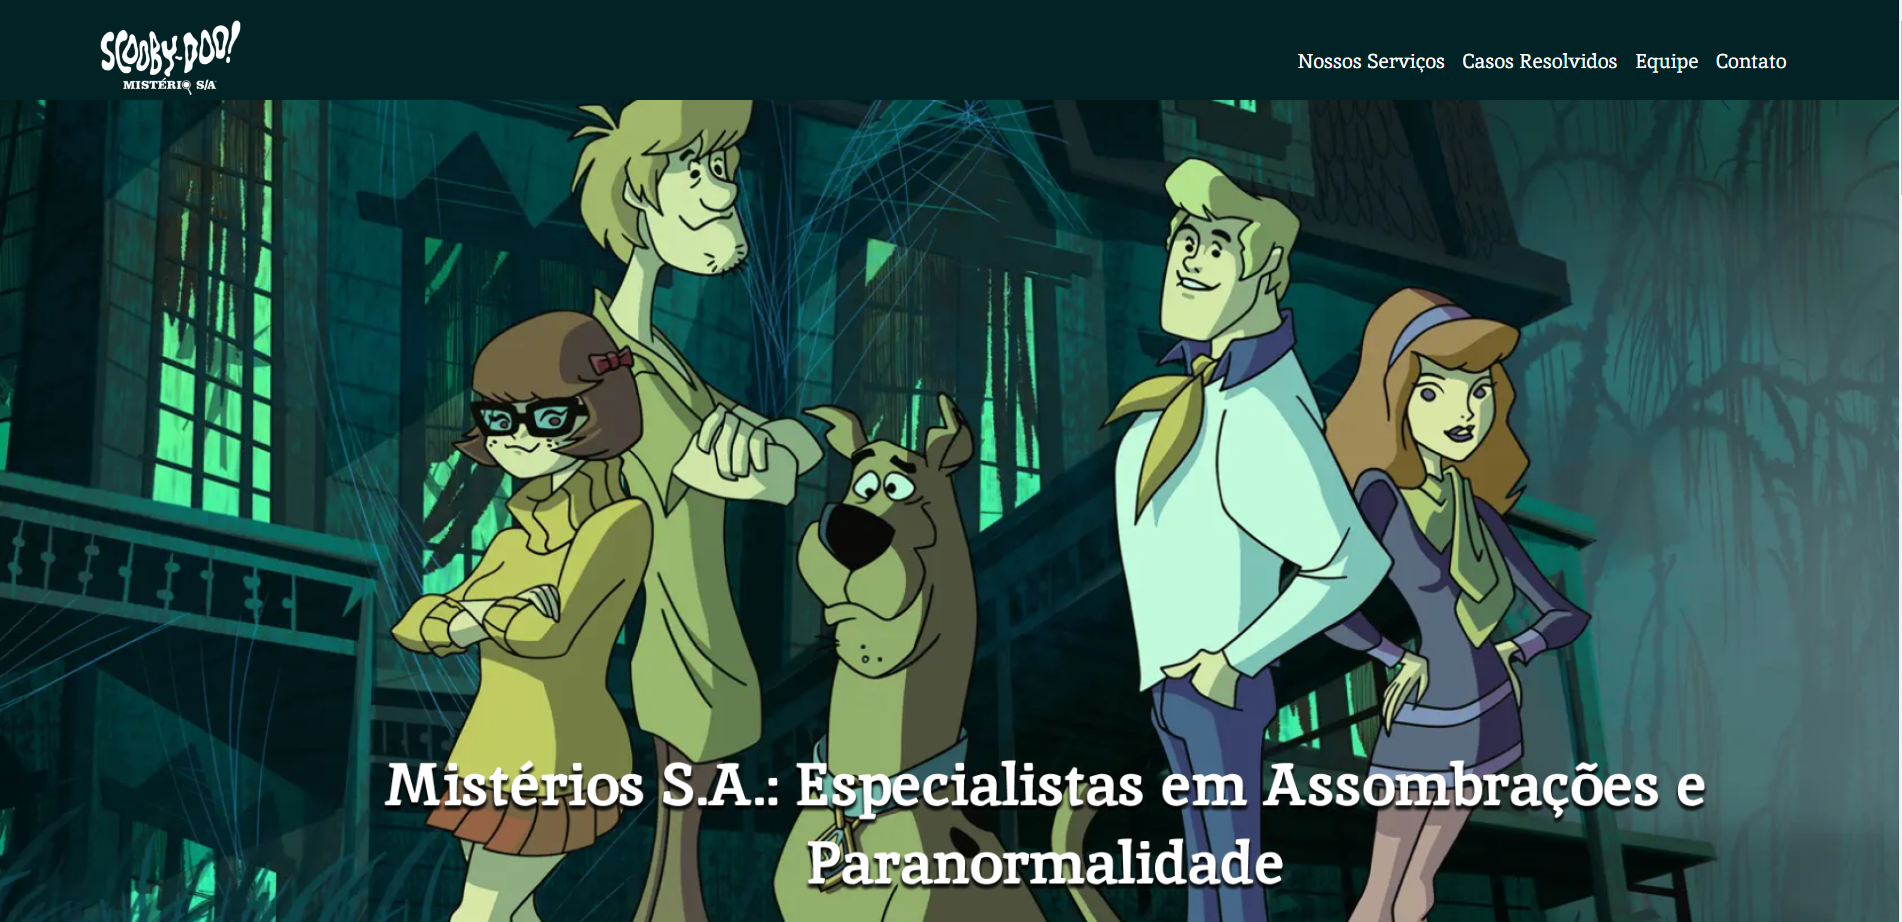 SCOOBY-DOO!
MISTÉRIO S/A
Nossos Serviços Casos Resolvidos Equipe Contato
Mistérios S.A.: Especialistas em Assombrações e
Paranormalidade